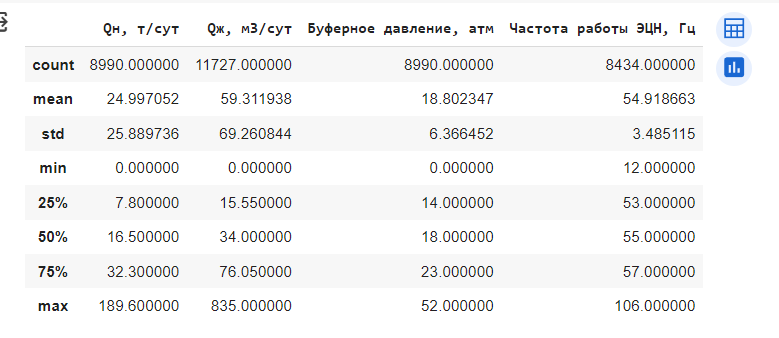 Qн, т/сут Qж, м3/сут Буферное давление, атм Частота работы ЭЦН, Гц
count 8990.000000 11727.000000 8990.000000 8434.000000
mean 24.997052 59.311938 18.802347 54.918663
std 25.889736 69.260844 6.366452 3.485115
min 0.000000 0.000000 0.000000 12.000000
25% 7.800000 15.550000 14.000000 53.000000
50% 16.500000 34.000000 18.000000 55.000000
75% 32.300000 76.050000 23.000000 57.000000
max 189.600000 835.000000 52.000000 106.000000